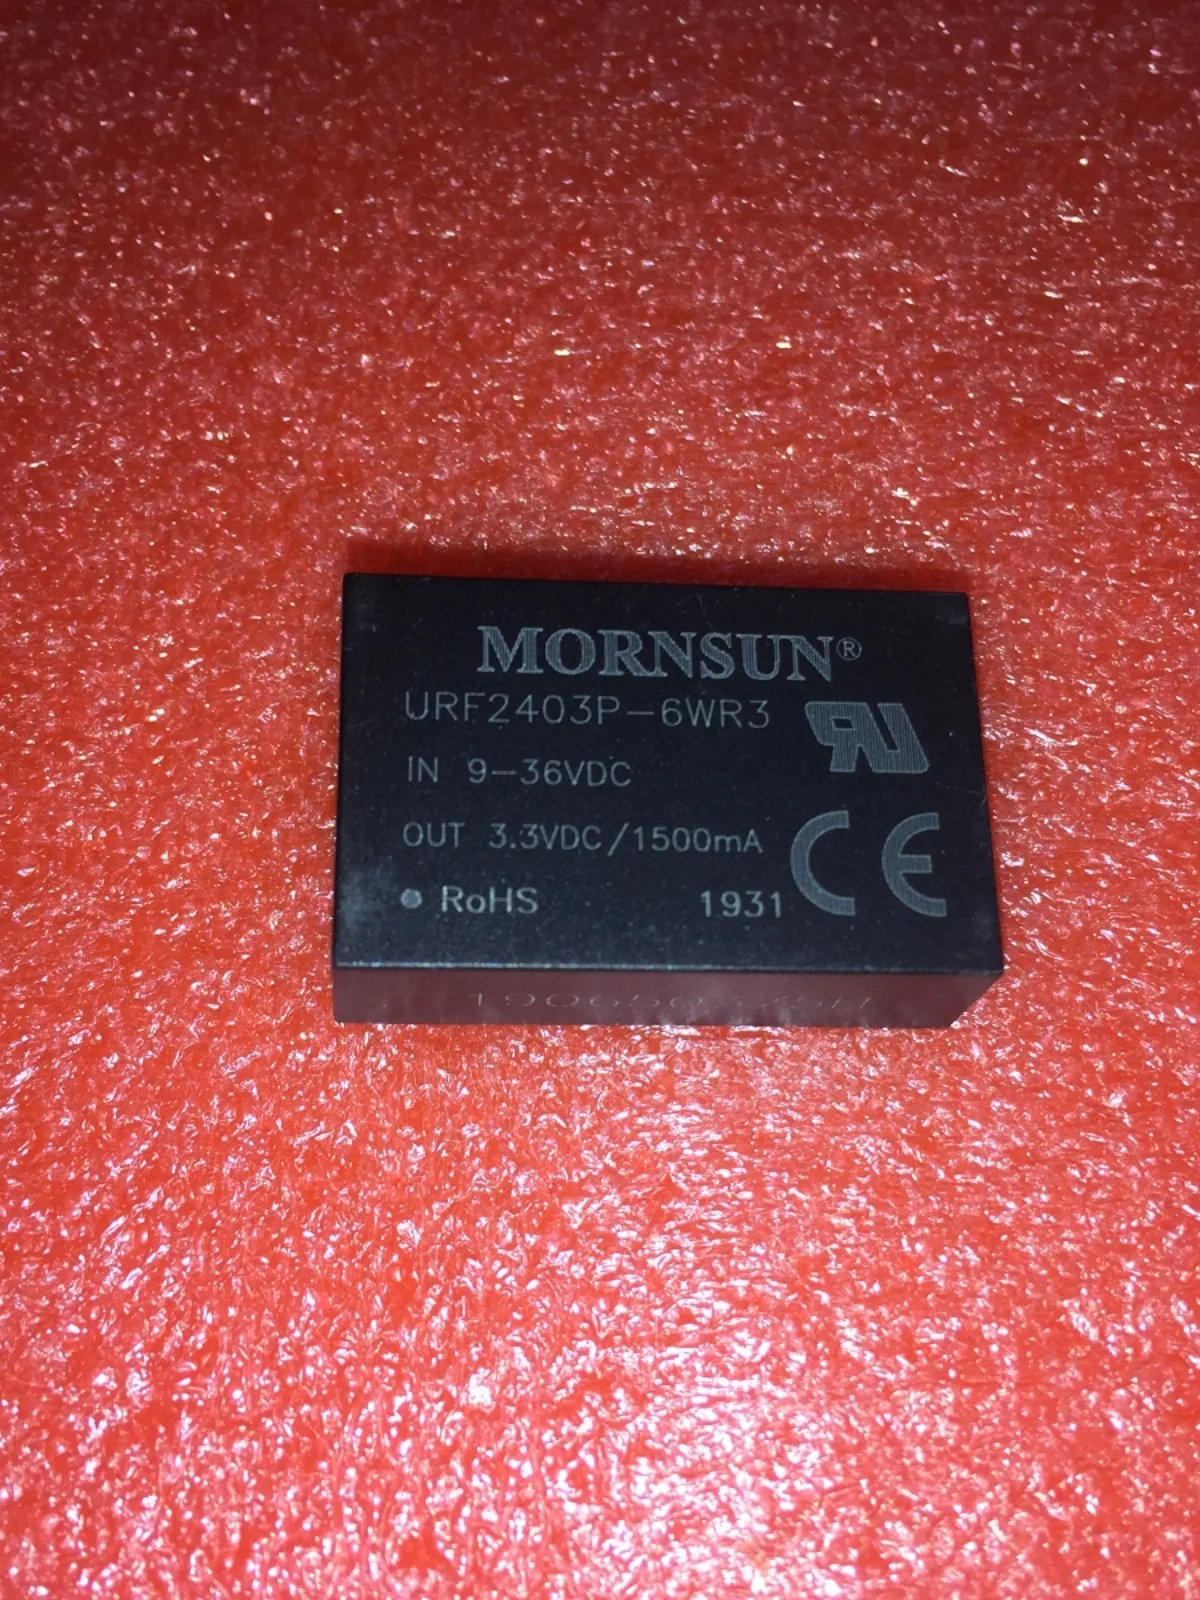 MORNSUN®
URF2403P-6WR3
IN 9-36VDC
OUT 3.3VDC/1500mA
RoHS 1931
CE